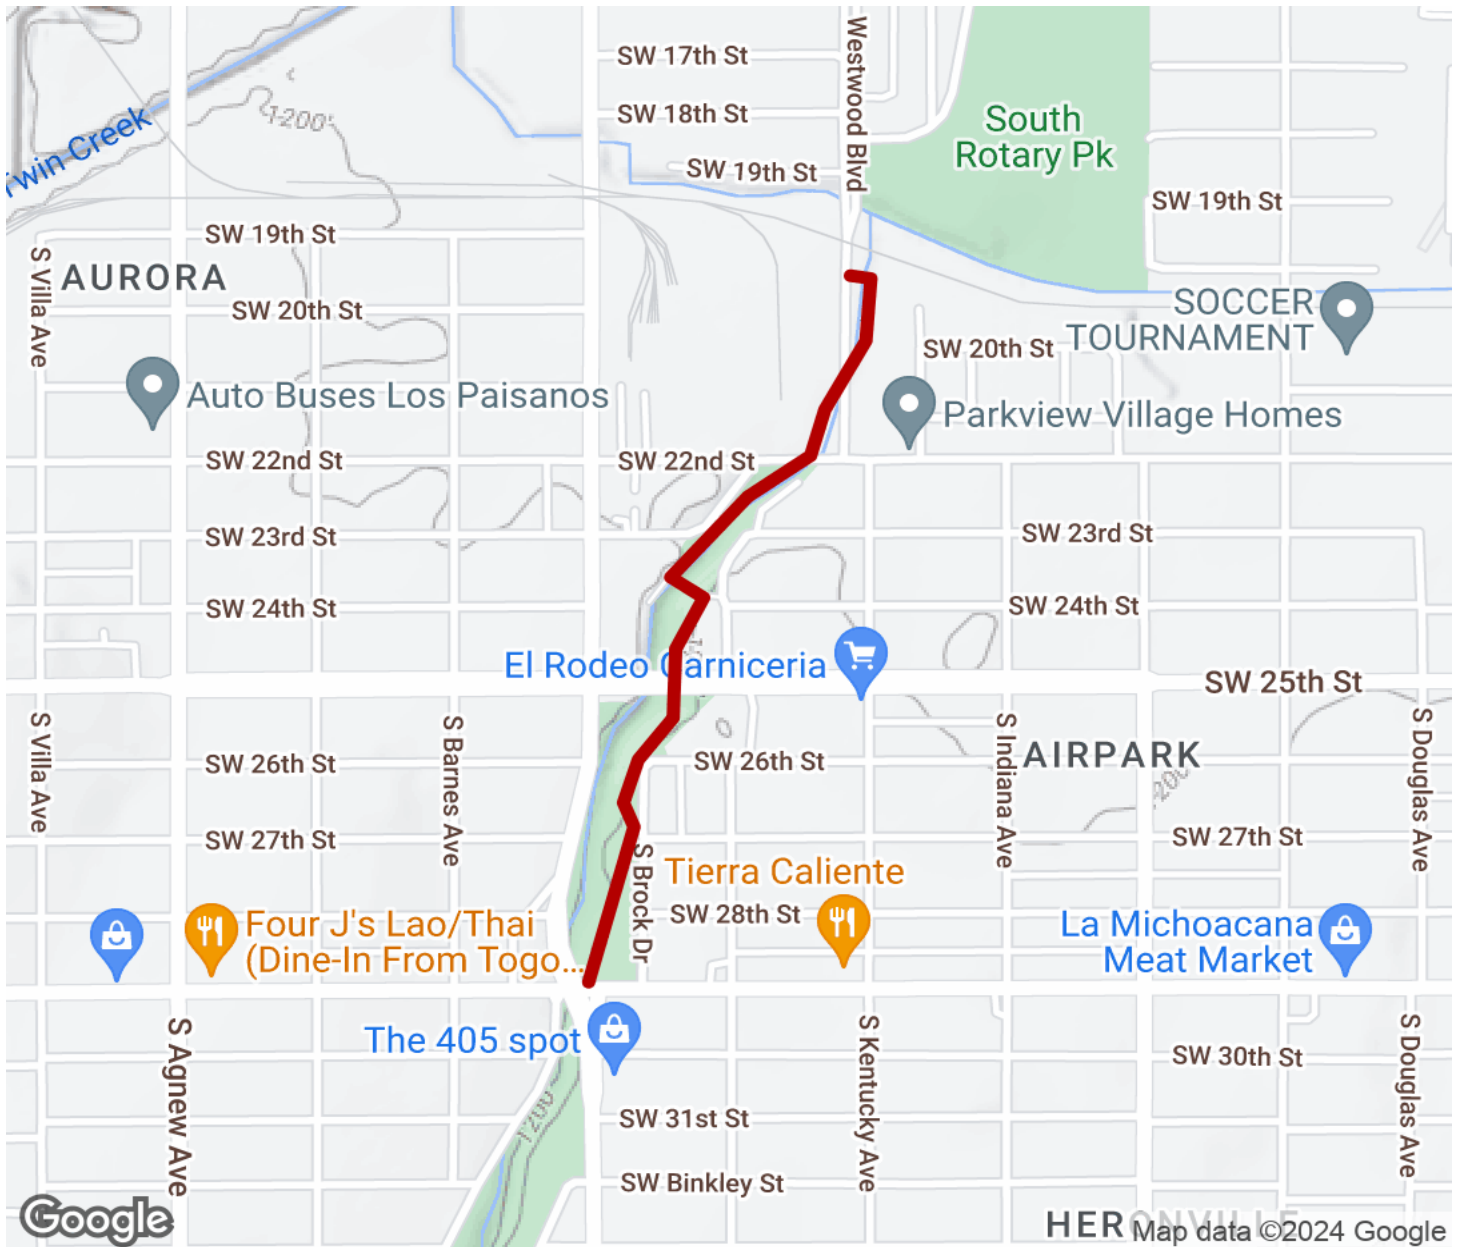 SW 17th St
Westwood Blvd
SW 18th St
1200'
South
Rotary Pk
Twin Creek
SW 19th St
SW 19th St
SW 19th St
S Villa Ave
AURORA
SW 20th St
SOCCER
TOURNAMENT
SW 20th St
Auto Buses Los Paisanos
Parkview Village Homes
SW 22nd St
SW 22nd St
SW 23rd St
SW 23rd St
SW 24th St
SW 24th St
El Rodeo Carniceria
SW 25th St
S Villa Ave
S Barnes Ave
S Indiana Ave
AIRPARK
S Douglas Ave
SW 26th St
SW 26th St
1200'
SW 27th St
SW 27th St
S Brock Dr
Tierra Caliente
SW 28th St
Four J's Lao/Thai
(Dine-In From Togo...
La Michoacana
Meat Market
S Agnew Ave
The 405 spot
S Kentucky Ave
S Douglas Ave
SW 30th St
1200'
SW 31st St
SW Binkley St
Google
HERONVILLE
Map data ©2024 Google